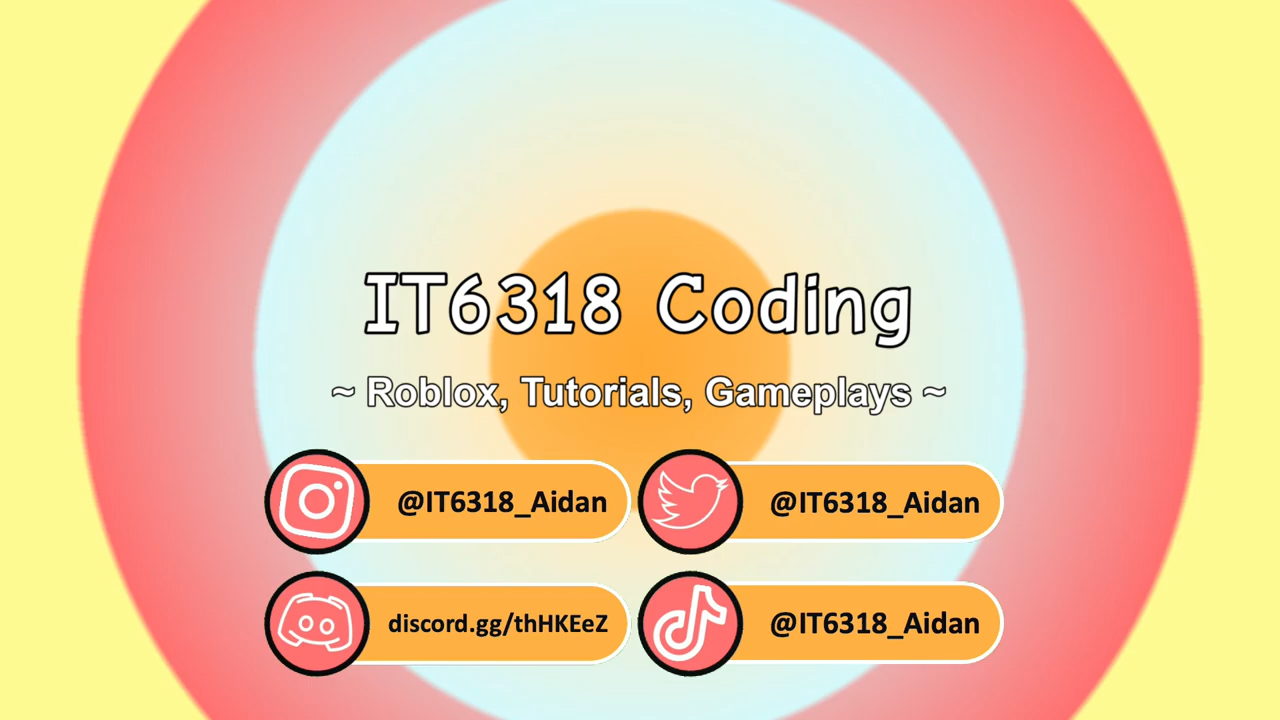 IT6318 Coding
~ Roblox, Tutorials, Gameplays ~
@IT6318_Aidan
@IT6318_Aidan
discord.gg/thHKEeZ
@IT6318_Aidan